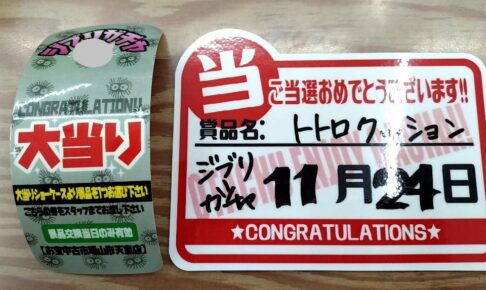 ジブリガチャ
CONGRATULATION!!
大当り
大当りショーケースより景品を1つお選び下さい
こちらの券をスタッフまでお渡し下さい
景品交換当日のみ有効
当
ご当選おめでとうございます!!
賞品名: トトロクッション
ジブリ
ガチャ
11月24日
★CONGRATULATIONS★